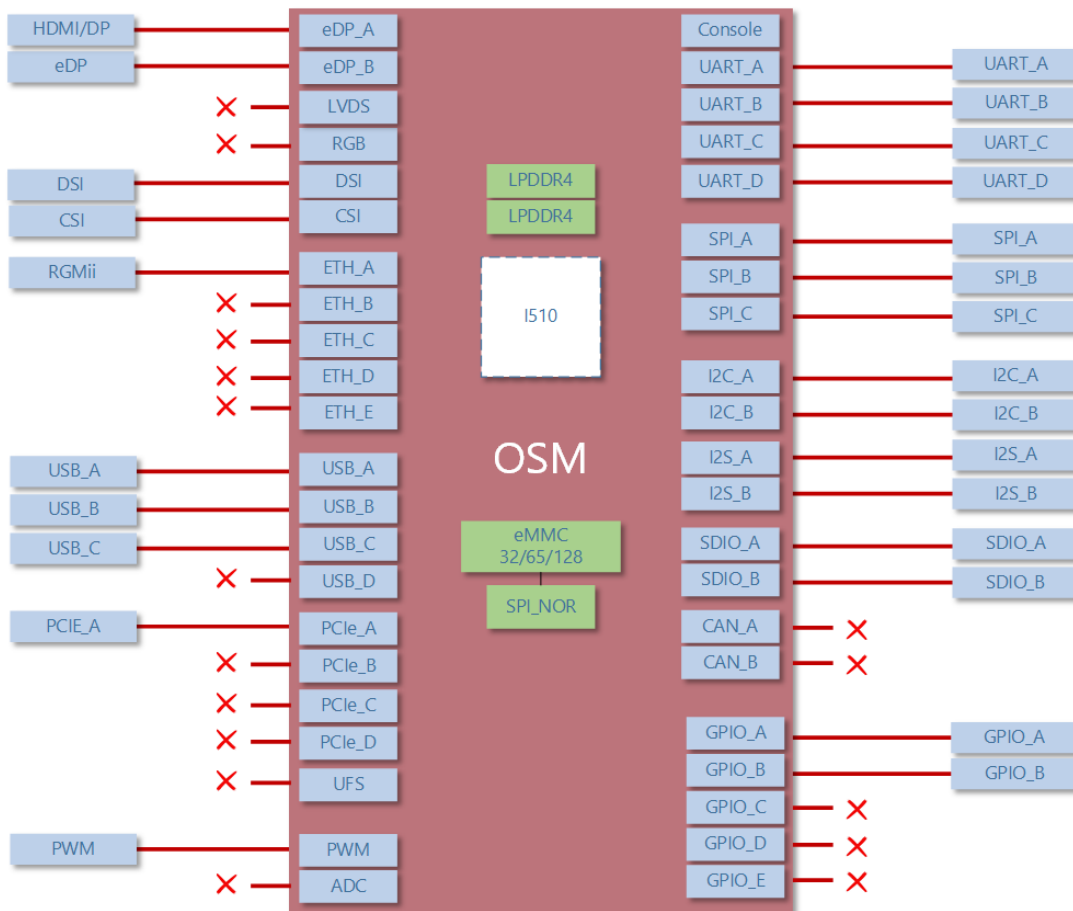 HDMI/DP
eDP
DSI
CSI
RGMii
USB_A
USB_B
USB_C
PCIE_A
PWM
eDP_A
eDP_B
LVDS
RGB
DSI
CSI
ETH_A
ETH_B
ETH_C
ETH_D
ETH_E
USB_A
USB_B
USB_C
USB_D
PCIe_A
PCIe_B
PCIe_C
PCIe_D
UFS
PWM
ADC
LPDDR4
LPDDR4
I510
OSM
eMMC
32/65/128
SPI_NOR
Console
UART_A
UART_B
UART_C
UART_D
SPI_A
SPI_B
SPI_C
I2C_A
I2C_B
I2S_A
I2S_B
SDIO_A
SDIO_B
CAN_A
CAN_B
GPIO_A
GPIO_B
GPIO_C
GPIO_D
GPIO_E
UART_A
UART_B
UART_C
UART_D
SPI_A
SPI_B
SPI_C
I2C_A
I2C_B
I2S_A
I2S_B
SDIO_A
SDIO_B
GPIO_A
GPIO_B